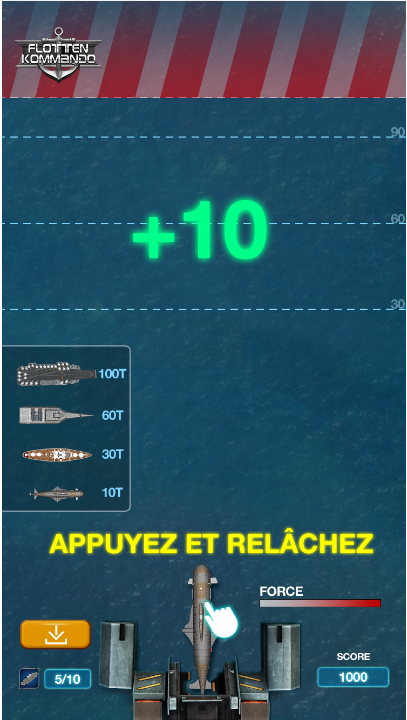 FLOTTEN
KOMMANDO
90
+10
60
30
100T
60T
30T
10T
APPUYEZ ET RELÂCHEZ
FORCE
SCORE
5/10
1000